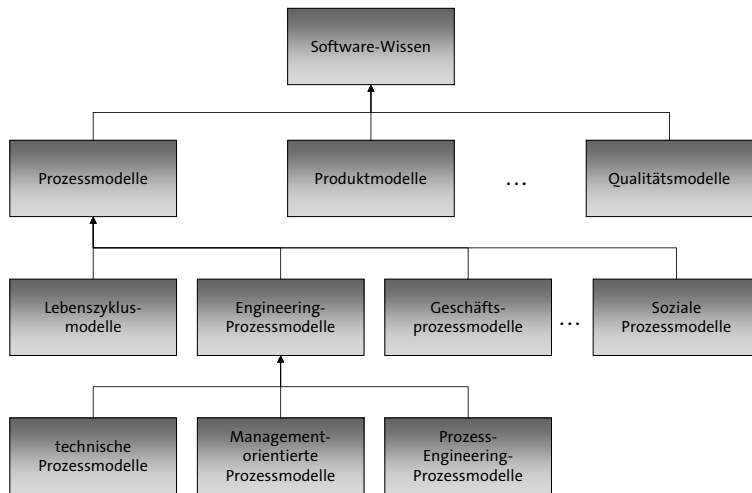 Software-Wissen
Prozessmodelle
Produktmodelle
...
Qualitätsmodelle
Lebenszyklus-
modelle
Engineering-
Prozessmodelle
Geschäfts-
prozessmodelle
...
Soziale
Prozessmodelle
technische
Prozessmodelle
Management-
orientierte
Prozessmodelle
Prozess-
Engineering-
Prozessmodelle